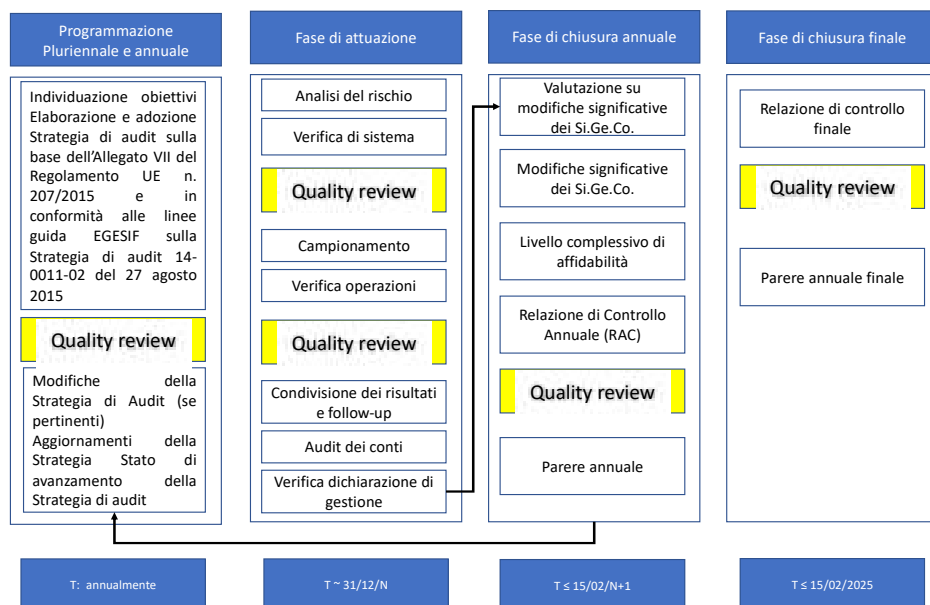 Programmazione
Pluriennale e annuale
Individuazione obiettivi
Elaborazione e adozione
Strategia di audit sulla
base dell'Allegato VII del
Regolamento UE n.
207/2015 e in
conformità alle linee
guida EGESIF sulla
Strategia di audit 14-
0011-02 del 27 agosto
2015
Quality review
Modifiche della
Strategia di Audit (se
pertinenti)
Aggiornamenti della
Strategia Stato di
avanzamento della
Strategia di audit
T: annualmente
Fase di attuazione
Analisi del rischio
Verifica di sistema
Quality review
Campionamento
Verifica operazioni
Quality review
Condivisione dei risultati
e follow-up
Audit dei conti
Verifica dichiarazione di
gestione
T ~ 31/12/N
Fase di chiusura annuale
Valutazione su
modifiche significative
dei Si.Ge.Co.
Modifiche significative
dei Si.Ge.Co.
Livello complessivo di
affidabilità
Relazione di Controllo
Annuale (RAC)
Quality review
Parere annuale
T ≤ 15/02/N+1
Fase di chiusura finale
Relazione di controllo
finale
Quality review
Parere annuale finale
T ≤ 15/02/2025